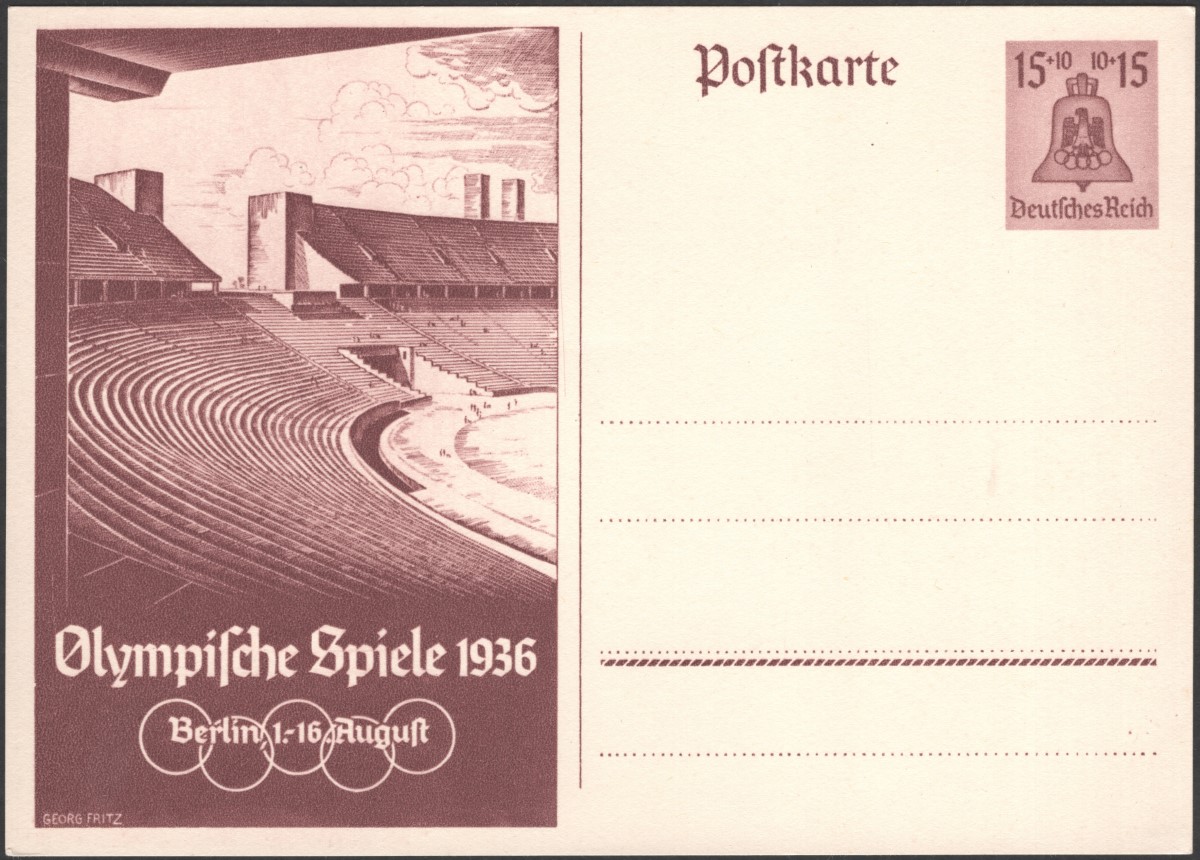 Olympiſche Spiele 1936
Berlin, 1.-16. Auguſt
GEORG FRITZ
Poſtkarte
15+10 10+15
Deutſches Reich